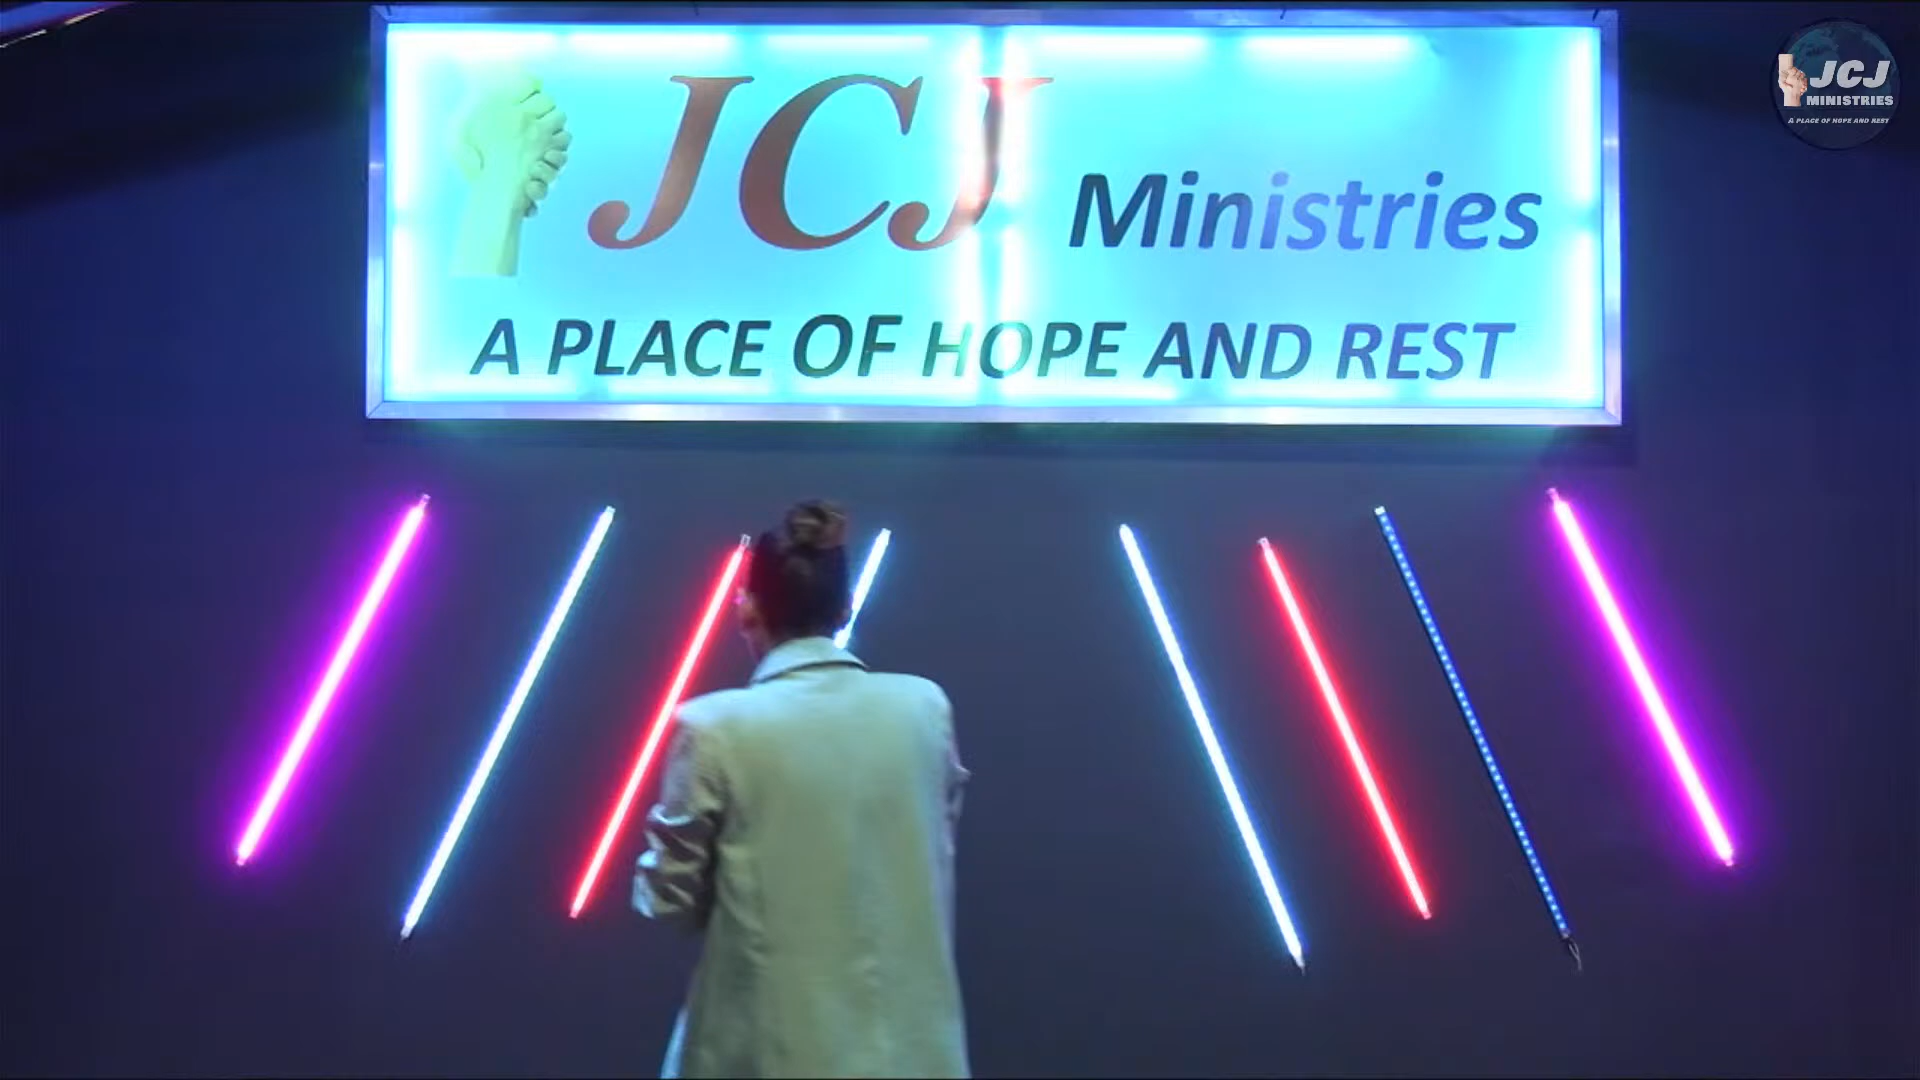 JCJ Ministries
A PLACE OF HOPE AND REST
JCJ
MINISTRIES
A PLACE OF HOPE AND REST